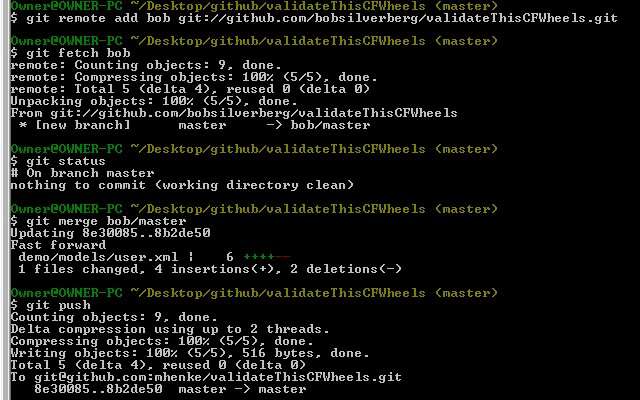 Owner@OWNER-PC ~/Desktop/github/validateThisCFWheels (master)
$ git remote add bob git://github.com/bobsilverberg/validateThisCFWheels.git
Owner@OWNER-PC ~/Desktop/github/validateThisCFWheels (master)
$ git fetch bob
remote: Counting objects: 9, done.
remote: Compressing objects: 100% (5/5), done.
remote: Total 5 (delta 4), reused 0 (delta 0)
Unpacking objects: 100% (5/5), done.
From git://github.com/bobsilverberg/validateThisCFWheels
 * [new branch]      master     -> bob/master
Owner@OWNER-PC ~/Desktop/github/validateThisCFWheels (master)
$ git status
# On branch master
nothing to commit (working directory clean)
Owner@OWNER-PC ~/Desktop/github/validateThisCFWheels (master)
$ git merge bob/master
Updating 8e30085..8b2de50
Fast forward
 demo/models/user.xml |    6 ++++--
 1 files changed, 4 insertions(+), 2 deletions(-)
Owner@OWNER-PC ~/Desktop/github/validateThisCFWheels (master)
$ git push
Counting objects: 9, done.
Delta compression using up to 2 threads.
Compressing objects: 100% (5/5), done.
Writing objects: 100% (5/5), 516 bytes, done.
Total 5 (delta 4), reused 0 (delta 0)
To git@github.com:mhenke/validateThisCFWheels.git
   8e30085..8b2de50  master -> master